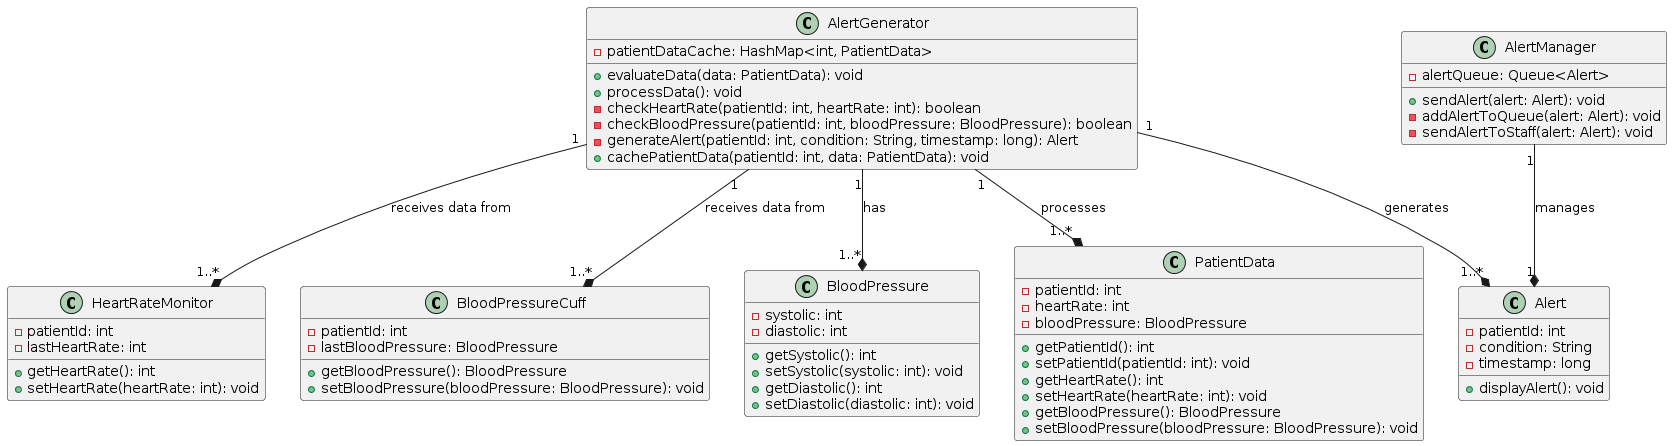 C AlertGenerator
patientDataCache: HashMap<int, PatientData>
evaluateData(data: PatientData): void
processData(): void
checkHeartRate(patientId: int, heartRate: int): boolean
checkBloodPressure(patientId: int, bloodPressure: BloodPressure): boolean
generateAlert(patientId: int, condition: String, timestamp: long): Alert
cachePatientData(patientId: int, data: PatientData): void
C AlertManager
alertQueue: Queue<Alert>
sendAlert(alert: Alert): void
addAlertToQueue(alert: Alert): void
sendAlertToStaff(alert: Alert): void
1
1
1
1
1
1
receives data from
receives data from
has
processes
generates
manages
1..*
1..*
1..*
1..*
1..*
1
C HeartRateMonitor
patientId: int
lastHeartRate: int
getHeartRate(): int
setHeartRate(heartRate: int): void
C BloodPressureCuff
patientId: int
lastBloodPressure: BloodPressure
getBloodPressure(): BloodPressure
setBloodPressure(bloodPressure: BloodPressure): void
C BloodPressure
systolic: int
diastolic: int
getSystolic(): int
setSystolic(systolic: int): void
getDiastolic(): int
setDiastolic(diastolic: int): void
C PatientData
patientId: int
heartRate: int
bloodPressure: BloodPressure
getPatientId(): int
setPatientId(patientId: int): void
getHeartRate(): int
setHeartRate(heartRate: int): void
getBloodPressure(): BloodPressure
setBloodPressure(bloodPressure: BloodPressure): void
C Alert
patientId: int
condition: String
timestamp: long
displayAlert(): void